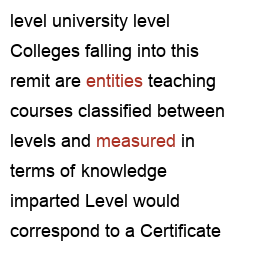 level university level
Colleges falling into this
remit are entities teaching
courses classified between
levels and measured in
terms of knowledge
imparted Level would
correspond to a Certificate